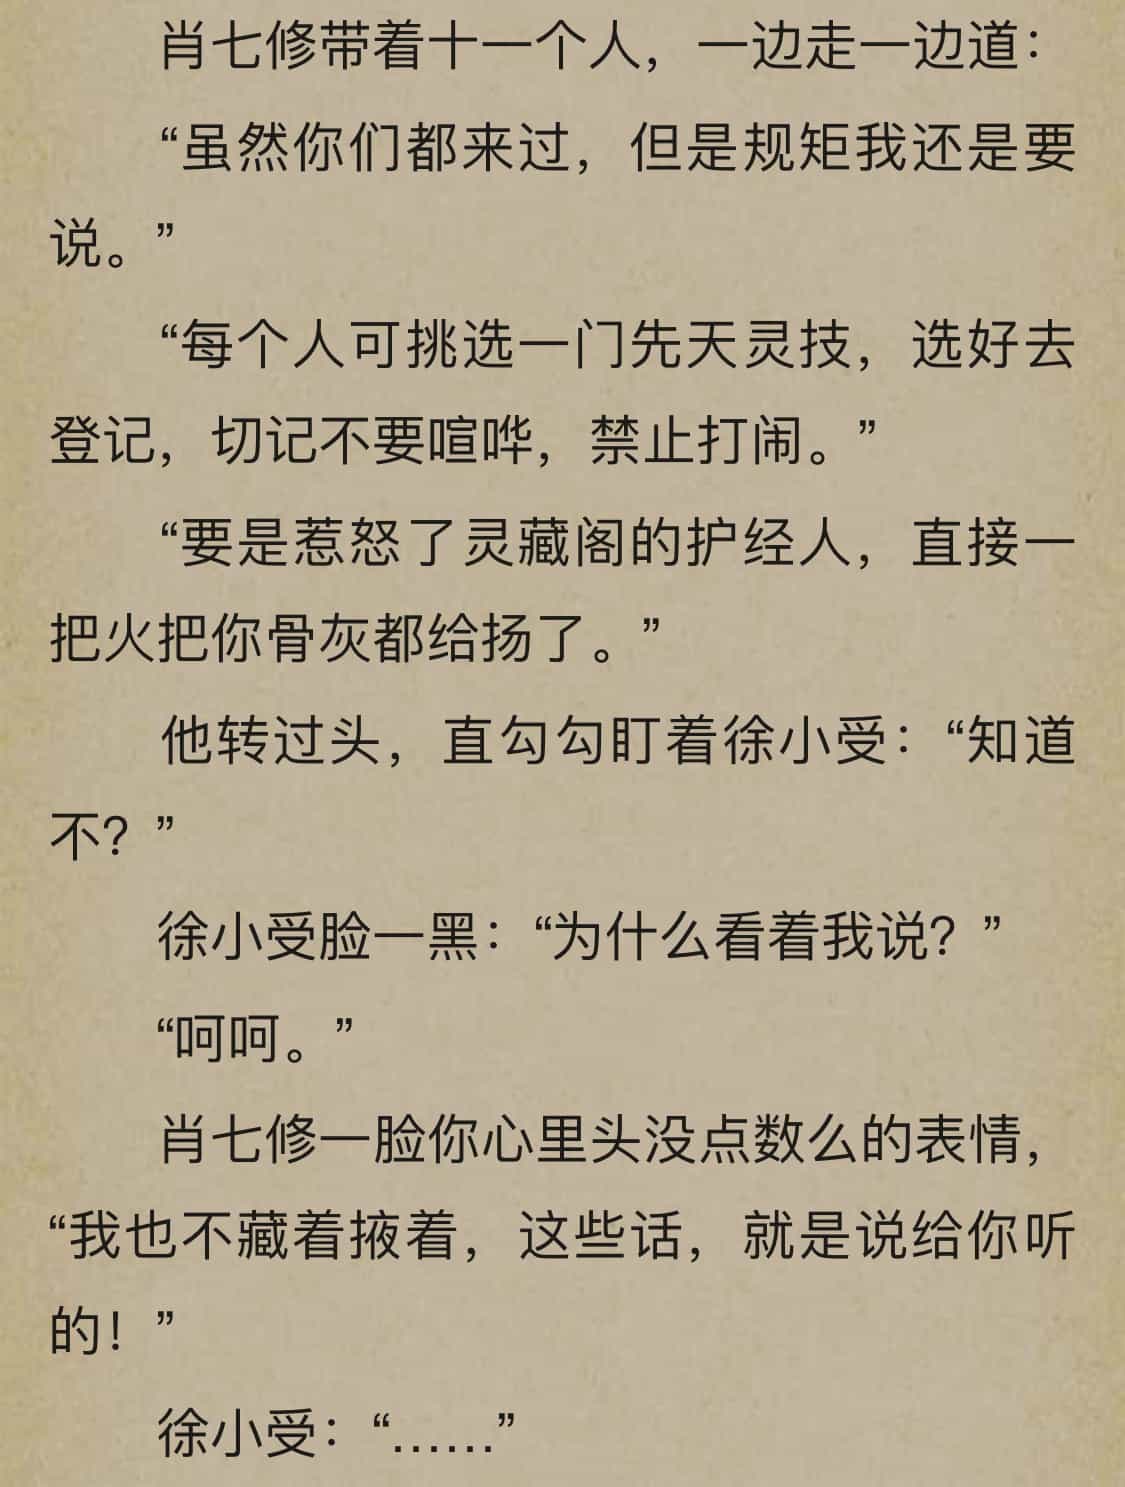 肖七修带着十一个人，一边走一边道：
“虽然你们都来过，但是规矩我还是要
说。”
“每个人可挑选一门先天灵技，选好去
登记，切记不要喧哗，禁止打闹。”
“要是惹怒了灵藏阁的护经人，直接一
把火把你骨灰都给扬了。”
他转过头，直勾勾盯着徐小受：“知道
不？”
徐小受脸一黑：“为什么看着我说？”
“呵呵。”
肖七修一脸你心里头没点数么的表情，
“我也不藏着掖着，这些话，就是说给你听
的！”
徐小受：“……”